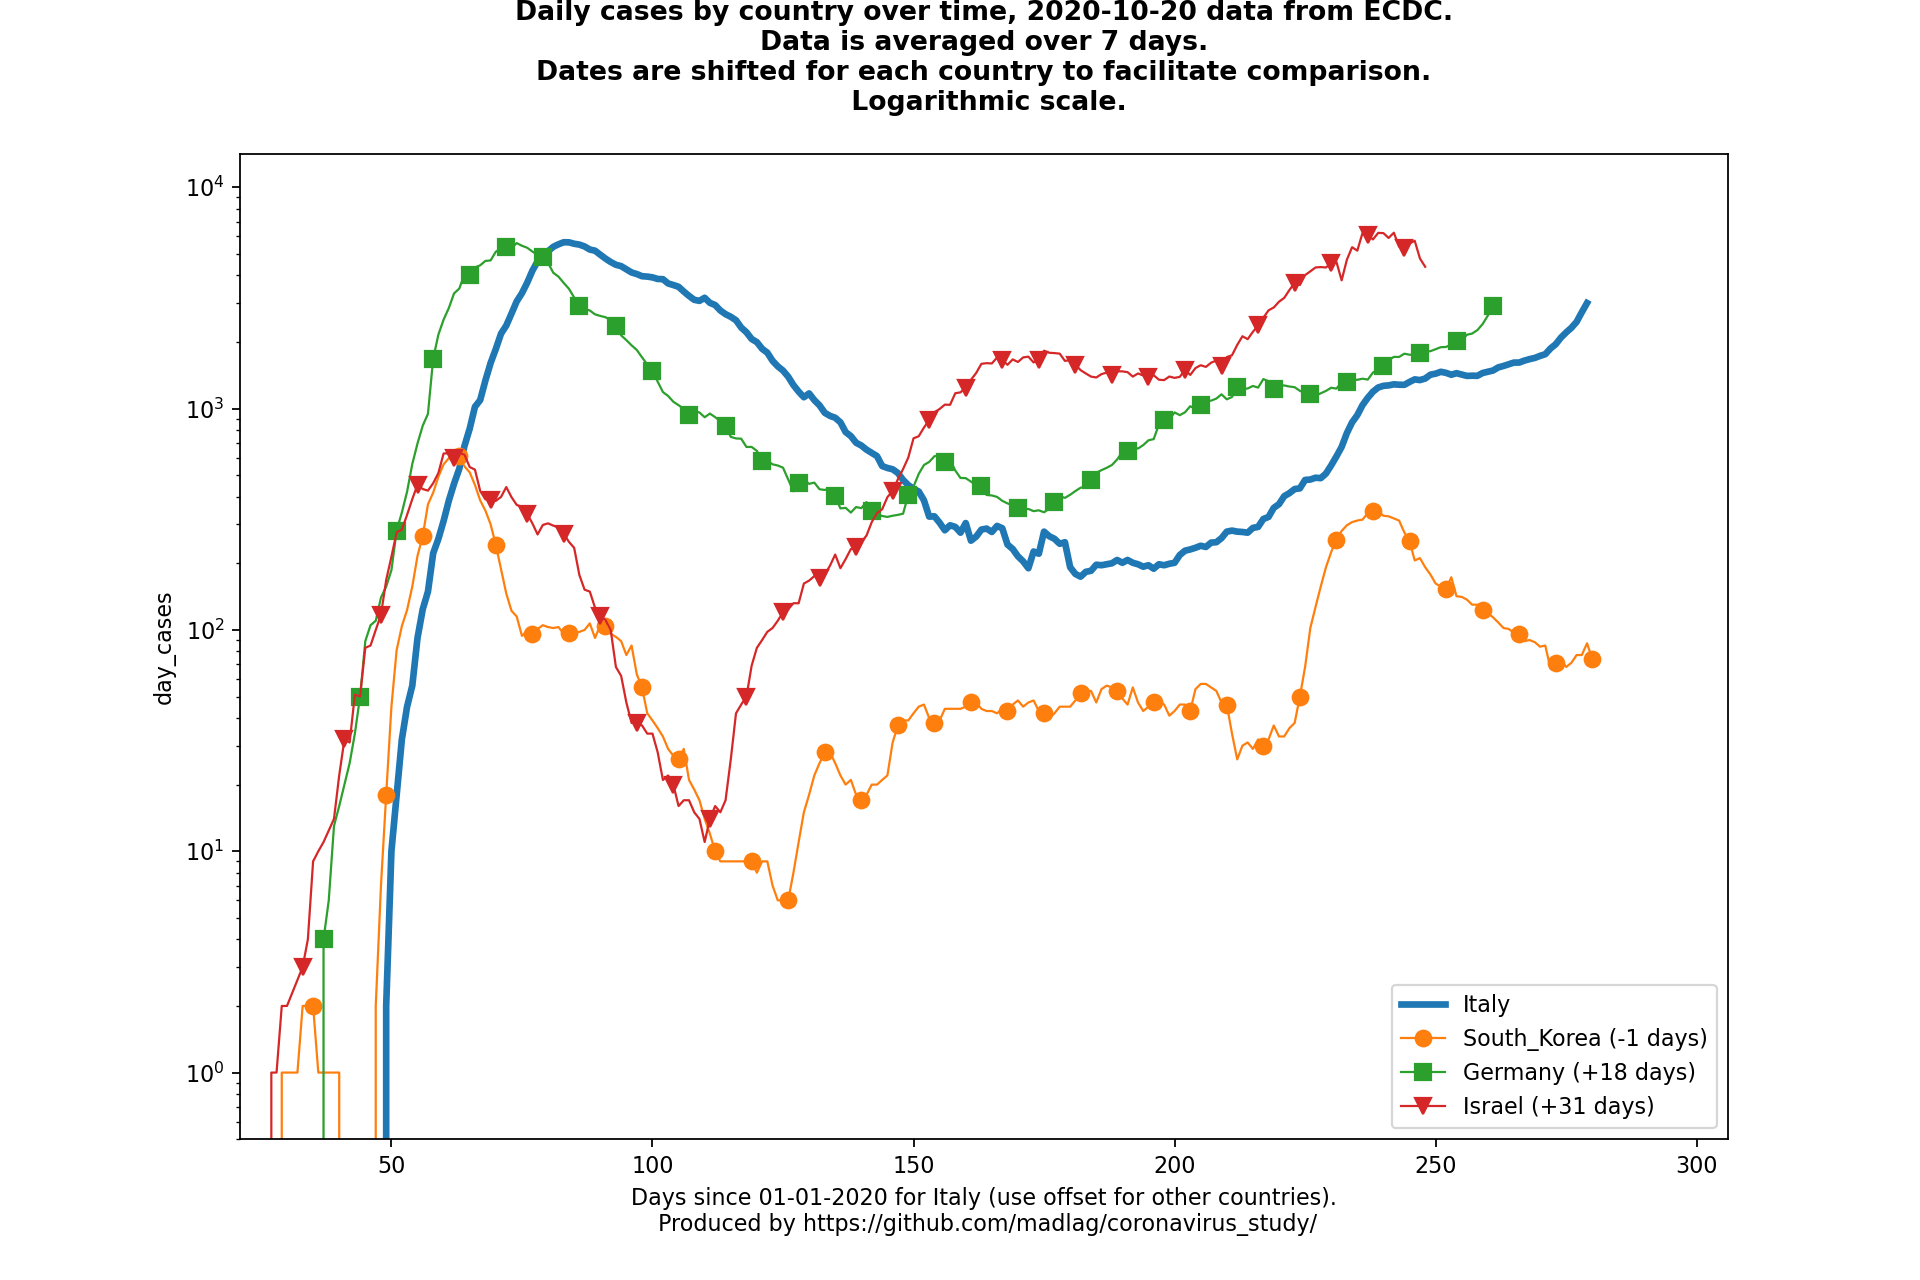 Daily cases by country over time, 2020-10-20 data from ECDC.
Data is averaged over 7 days.
Dates are shifted for each country to facilitate comparison.
Logarithmic scale.
10⁴
10³
10²
10¹
10⁰
day_cases
50 100 150 200 250 300
Days since 01-01-2020 for Italy (use offset for other countries).
Produced by https://github.com/madlag/coronavirus_study/
Italy
South_Korea (-1 days)
Germany (+18 days)
Israel (+31 days)